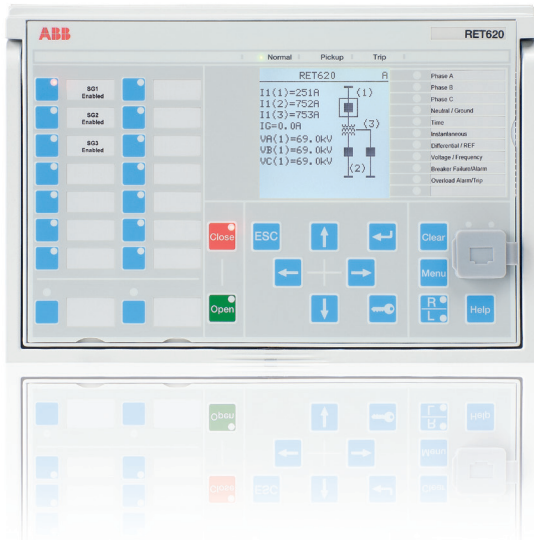 ABB
RET620
Normal
Pickup
Trip
RET620 A
I1(1)=251A
I1(2)=752A
I1(3)=753A
IG=0.0A
VA(1)=69.0kV
VB(1)=69.0kV
VC(1)=69.0kV
(1)
(3)
(2)
SG1
Enabled
SG2
Enabled
SG3
Enabled
Phase A
Phase B
Phase C
Neutral / Ground
Time
Instantaneous
Differential / REF
Voltage / Frequency
Breaker Failure/Alarm
Overload Alarm/Trip
Close
ESC
Clear
Menu
Open
R
L
Help